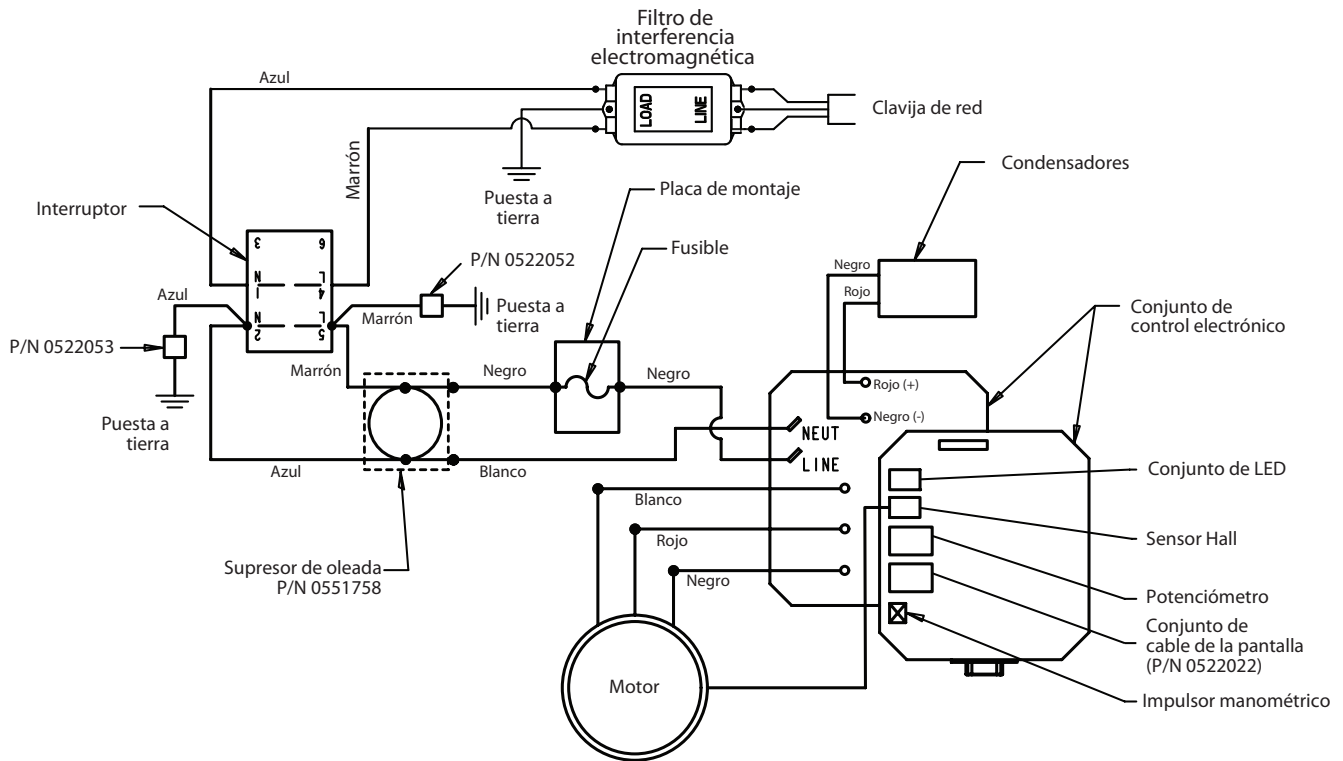 Filtro de
interferencia
electromagnética
Azul
LOAD
LINE
Clavija de red
Marrón
Puesta a
tierra
Placa de montaje
Condensadores
Interruptor
3
6
N
1
L
4
N
2
L
5
P/N 0522052
Fusible
Negro
Rojo
Azul
Marrón
Puesta a
tierra
Conjunto de
control electrónico
P/N 0522053
Marrón
Negro
Negro
Rojo (+)
Negro (-)
Puesta a
tierra
NEUT
LINE
Azul
Blanco
Conjunto de LED
Blanco
Sensor Hall
Rojo
Supresor de oleada
P/N 0551758
Negro
Potenciómetro
Conjunto de
cable de la pantalla
(P/N 0522022)
Motor
Impulsor manométrico